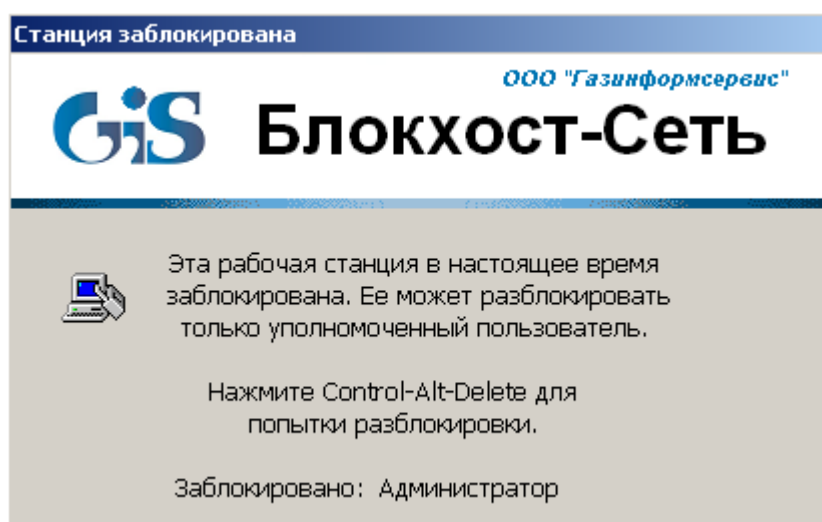 Станция заблокирована
ООО "Газинформсервис"
GiS
Блокхост-Сеть
Эта рабочая станция в настоящее время
заблокирована. Ее может разблокировать
только уполномоченный пользователь.
Нажмите Control-Alt-Delete для
попытки разблокировки.
Заблокировано: Администратор